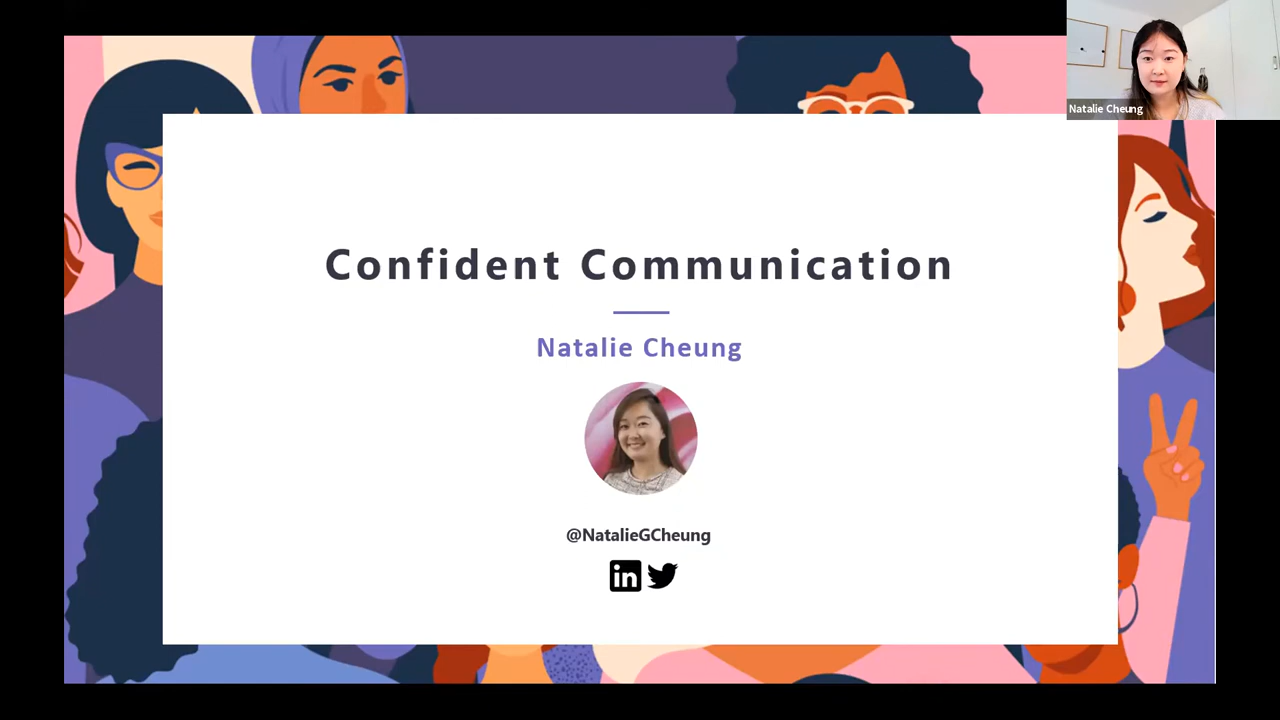 Natalie Cheung
Confident Communication
Natalie Cheung
@NatalieGCheung
in